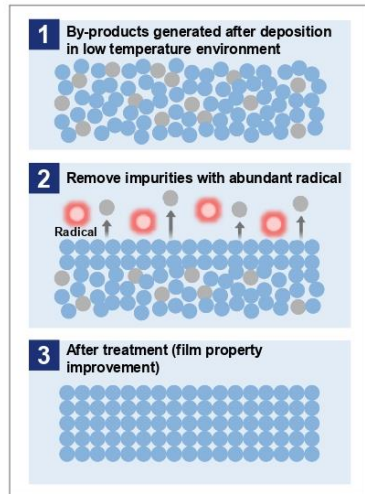 1
By-products generated after deposition
in low temperature environment
2
Remove impurities with abundant radical
Radical
3
After treatment (film property
improvement)